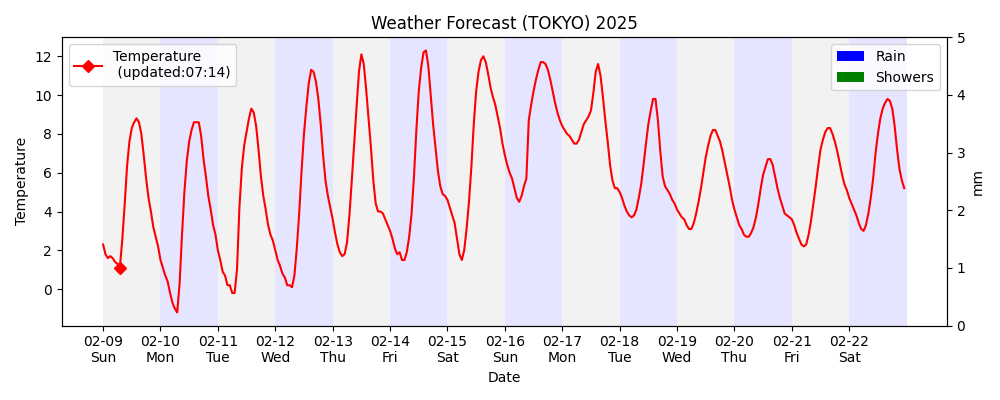 Weather Forecast (TOKYO) 2025
Temperature
(updated:07:14)
Rain
Showers
Temperature
12
10
8
6
4
2
0
5
4
3
2
1
0
mm
02-09 02-10 02-11 02-12 02-13 02-14 02-15 02-16 02-17 02-18 02-19 02-20 02-21 02-22
Sun Mon Tue Wed Thu Fri Sat Sun Mon Tue Wed Thu Fri Sat
Date